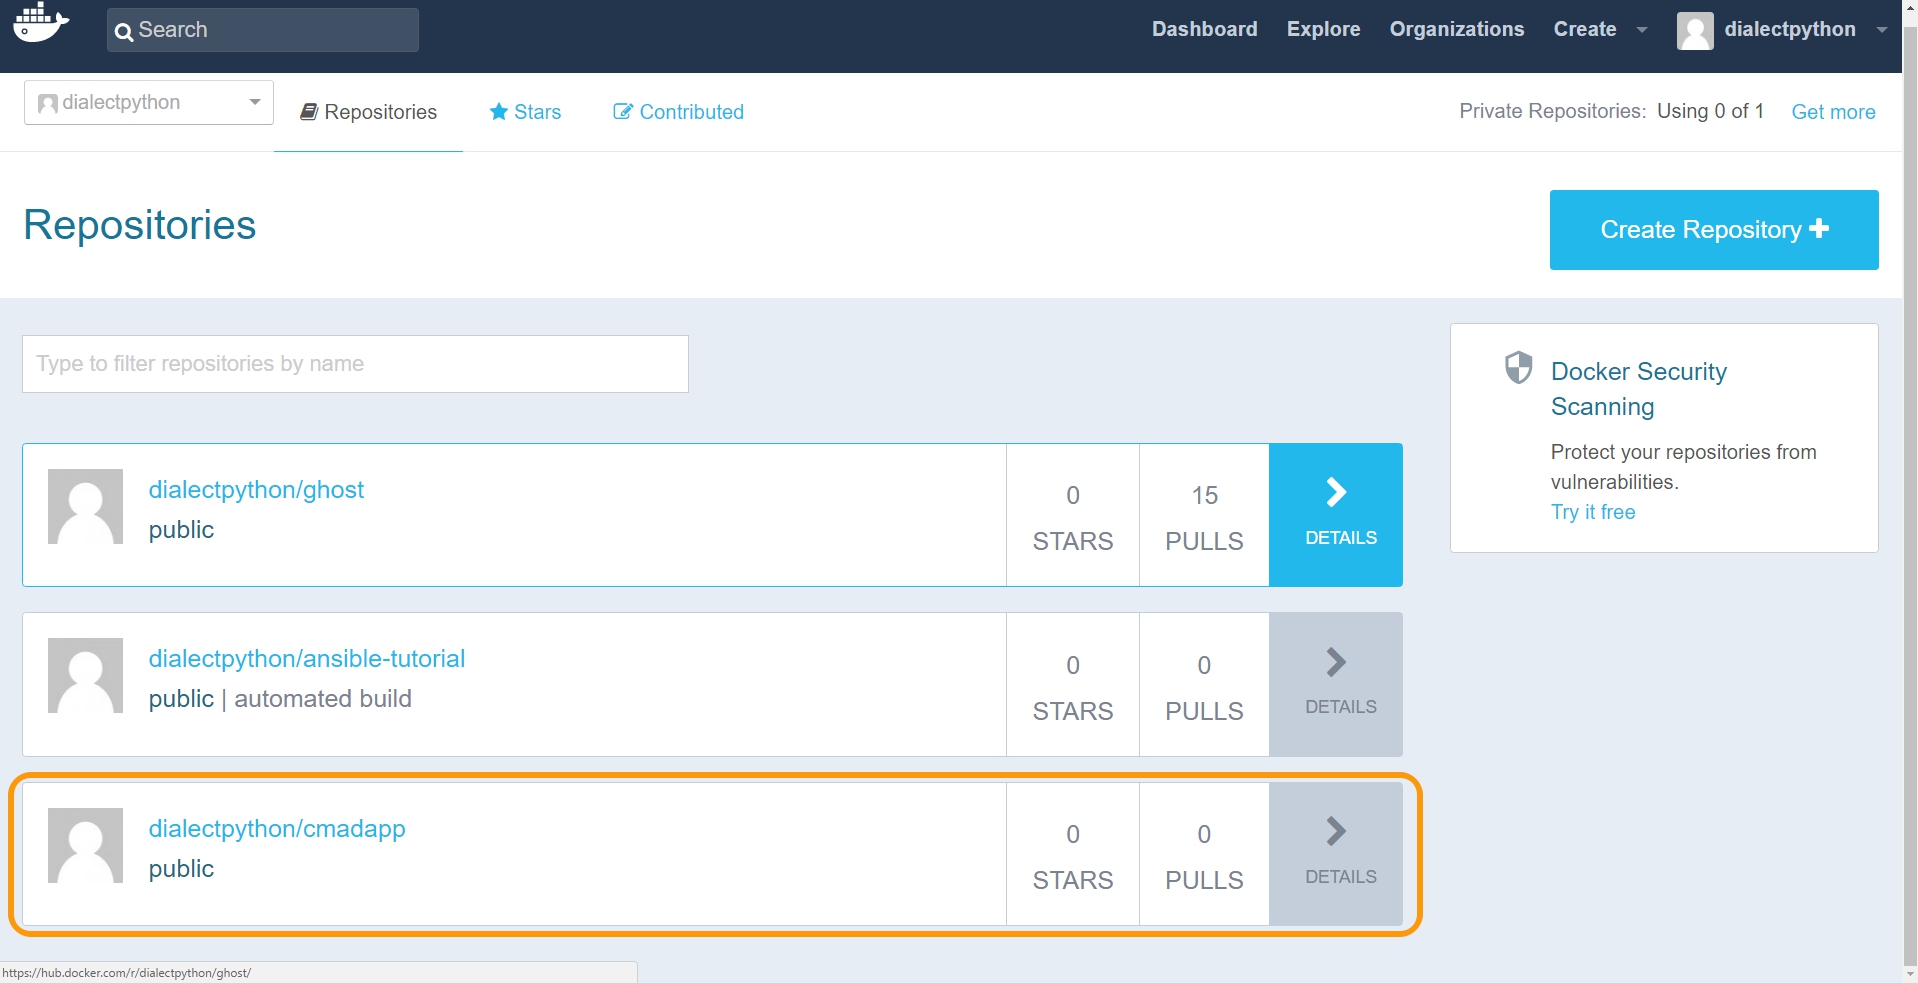 Search
Dashboard Explore Organizations Create dialectpython
dialectpython Repositories Stars Contributed Private Repositories: Using 0 of 1 Get more
Repositories
Create Repository
Type to filter repositories by name
Docker Security
Scanning
Protect your repositories from
vulnerabilities.
Try it free
dialectpython/ghost
public
0
STARS
15
PULLS
DETAILS
dialectpython/ansible-tutorial
public | automated build
0
STARS
0
PULLS
DETAILS
dialectpython/cmadapp
public
0
STARS
0
PULLS
DETAILS
https://hub.docker.com/r/dialectpython/ghost/